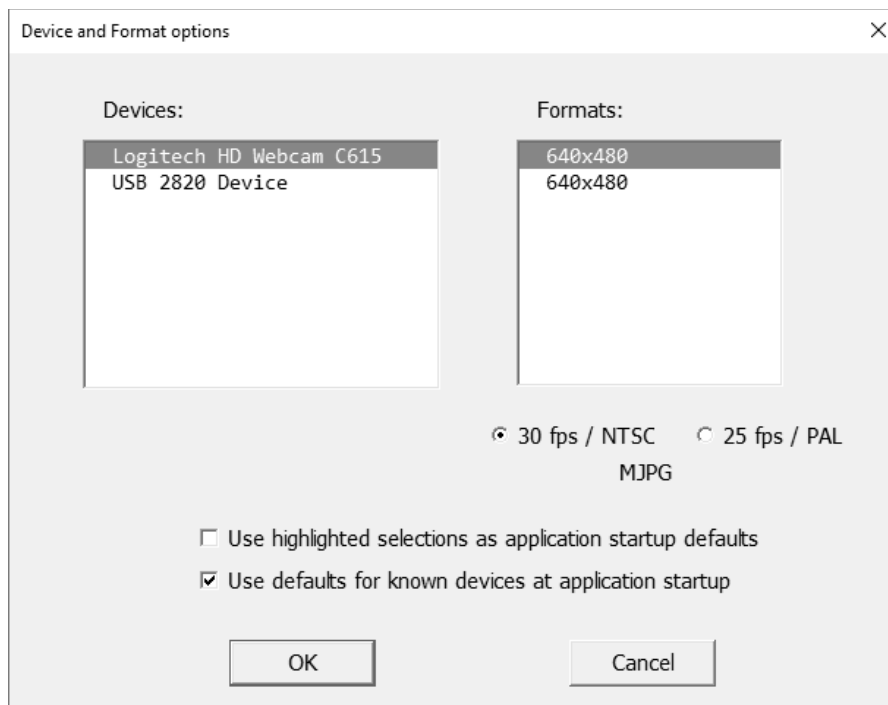 Device and Format options
Devices:
Formats:
Logitech HD Webcam C615
USB 2820 Device
640x480
640x480
30 fps / NTSC
25 fps / PAL
MJPG
Use highlighted selections as application startup defaults
Use defaults for known devices at application startup
OK
Cancel